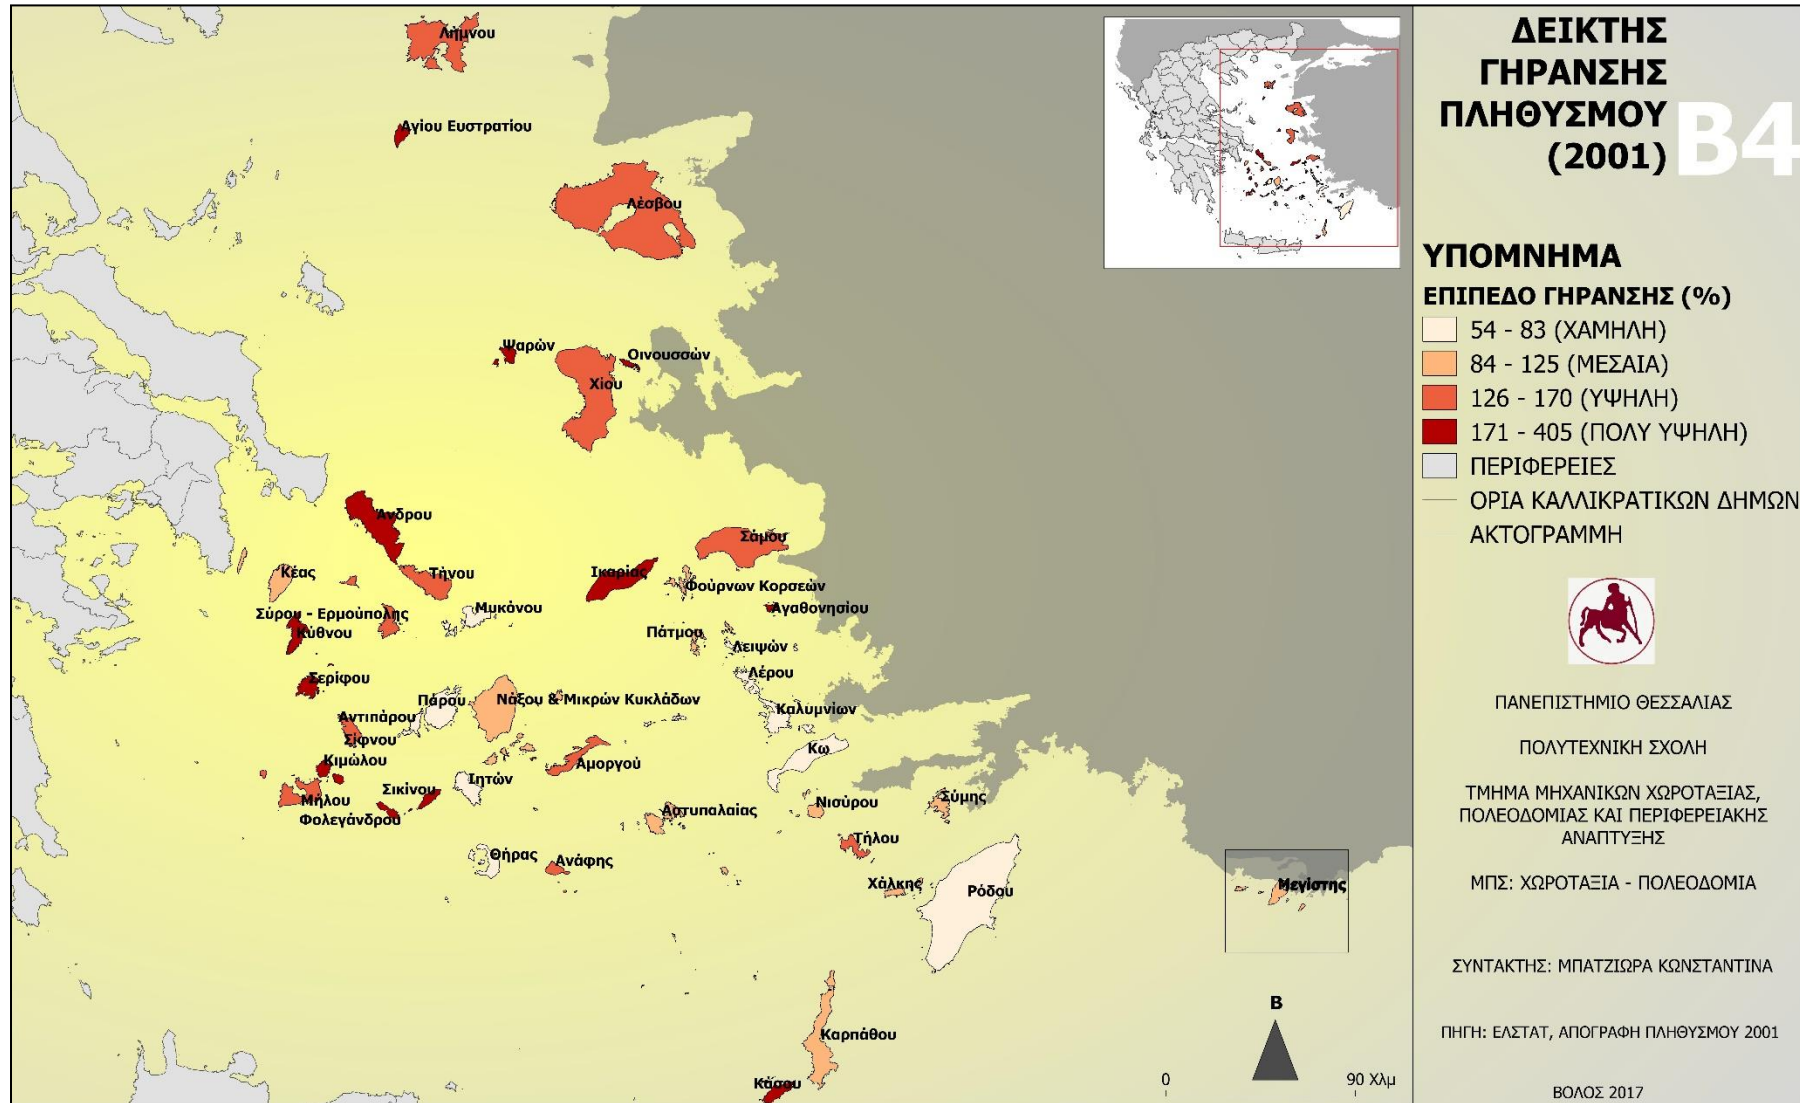 Λήμνου
Αγίου Ευστρατίου
Λέσβου
Ψαρών
Οινουσσών
Χίου
Άνδρου
Σάμου
Κέας
Τήνου
Ικαρίας
Φούρνων Κορσεών
Μυκόνου
Αγαθονησίου
Σύρου - Ερμούπολης
Κύθνου
Πάτμου
Λειψών
Λέρου
Σερίφου
Πάρου
Νάξου & Μικρών Κυκλάδων
Καλυμνίων
Αντιπάρου
Σίφνου
Κω
Κιμώλου
Αμοργού
Ιητών
Σικίνου
Μήλου
Φολεγάνδρου
Αστυπαλαίας
Νισύρου
Σύμης
Τήλου
Θήρας
Ανάφης
Χάλκης
Ρόδου
Μεγίστης
Καρπάθου
Κάσου
Β
0 90 Χλμ
ΔΕΙΚΤΗΣ
ΓΗΡΑΝΣΗΣ
ΠΛΗΘΥΣΜΟΥ
(2001)
Β4
ΥΠΟΜΝΗΜΑ
ΕΠΙΠΕΔΟ ΓΗΡΑΝΣΗΣ (%)
54 - 83 (ΧΑΜΗΛΗ)
84 - 125 (ΜΕΣΑΙΑ)
126 - 170 (ΥΨΗΛΗ)
171 - 405 (ΠΟΛΥ ΥΨΗΛΗ)
ΠΕΡΙΦΕΡΕΙΕΣ
ΟΡΙΑ ΚΑΛΛΙΚΡΑΤΙΚΩΝ ΔΗΜΩΝ
ΑΚΤΟΓΡΑΜΜΗ
ΠΑΝΕΠΙΣΤΗΜΙΟ ΘΕΣΣΑΛΙΑΣ
ΠΟΛΥΤΕΧΝΙΚΗ ΣΧΟΛΗ
ΤΜΗΜΑ ΜΗΧΑΝΙΚΩΝ ΧΩΡΟΤΑΞΙΑΣ,
ΠΟΛΕΟΔΟΜΙΑΣ ΚΑΙ ΠΕΡΙΦΕΡΕΙΑΚΗΣ
ΑΝΑΠΤΥΞΗΣ
ΜΠΣ: ΧΩΡΟΤΑΞΙΑ - ΠΟΛΕΟΔΟΜΙΑ
ΣΥΝΤΑΚΤΗΣ: ΜΠΑΤΖΙΩΡΑ ΚΩΝΣΤΑΝΤΙΝΑ
ΠΗΓΗ: ΕΛΣΤΑΤ, ΑΠΟΓΡΑΦΗ ΠΛΗΘΥΣΜΟΥ 2001
ΒΟΛΟΣ 2017